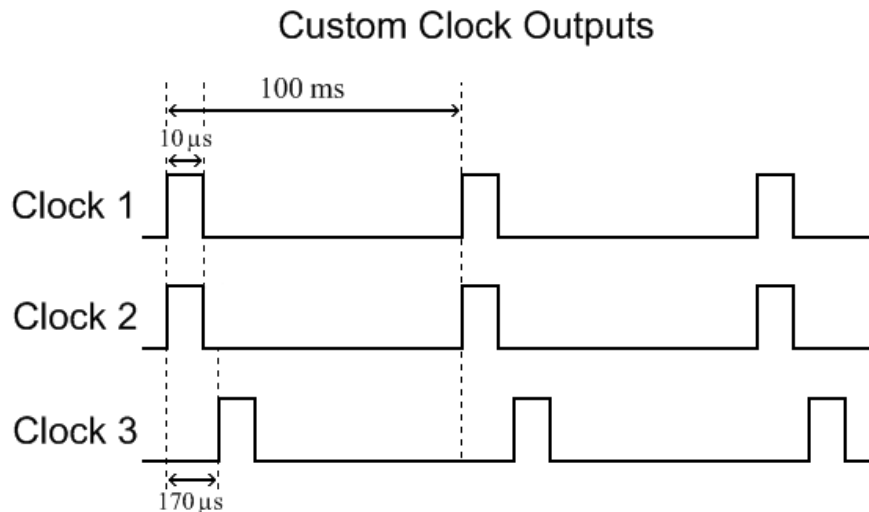 Custom Clock Outputs
100 ms
10 μs
Clock 1
Clock 2
Clock 3
170 μs